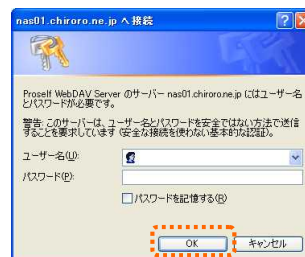 nas01.chiroro.ne.jp へ接続
Proself WebDAV Server のサーバー nas01.chiroro.ne.jp にはユーザー名
とパスワードが必要です。
警告: このサーバーは、ユーザー名とパスワードを安全ではない方法で送信
することを要求しています (安全な接続を使わない基本的な認証)。
ユーザー名(U):
パスワード(P):
パスワードを記憶する(R)
OK キャンセル